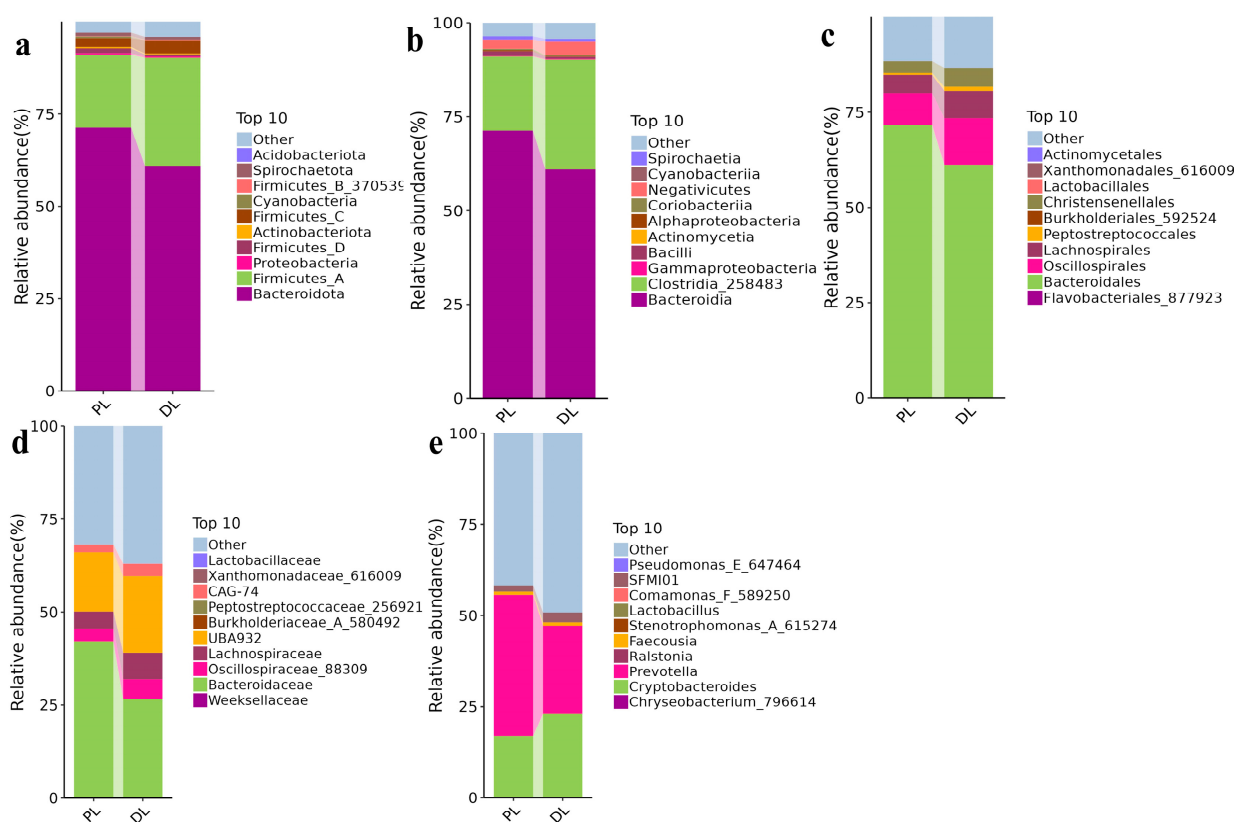 a
Relative abundance(%)
75
50
25
0
PL
DL
Top 10
Other
Acidobacteriota
Spirochaetota
Firmicutes_B_370539
Cyanobacteria
Firmicutes_C
Actinobacteriota
Firmicutes_D
Proteobacteria
Firmicutes_A
Bacteroidota
b
Relative abundance(%)
100
75
50
25
0
PL
DL
Top 10
Other
Spirochaetia
Cyanobacteriia
Negativicutes
Coriobacteriia
Alphaproteobacteria
Actinomycetia
Bacilli
Gammaproteobacteria
Clostridia_258483
Bacteroidia
c
Relative abundance(%)
75
50
25
0
PL
DL
Top 10
Other
Actinomycetales
Xanthomonadales_616009
Lactobacillales
Christensenellales
Burkholderiales_592524
Peptostreptococcales
Lachnospirales
Oscillospirales
Bacteroidales
Flavobacteriales_877923
d
Relative abundance(%)
100
75
50
25
0
PL
DL
Top 10
Other
Lactobacillaceae
Xanthomonadaceae_616009
CAG-74
Peptostreptococcaceae_256921
Burkholderiaceae_A_580492
UBA932
Lachnospiraceae
Oscillospiraceae_88309
Bacteroidaceae
Weeksellaceae
e
Relative abundance(%)
100
75
50
25
0
PL
DL
Top 10
Other
Pseudomonas_E_647464
SFMI01
Comamonas_F_589250
Lactobacillus
Stenotrophomonas_A_615274
Faecousia
Ralstonia
Prevotella
Cryptobacteroides
Chryseobacterium_796614